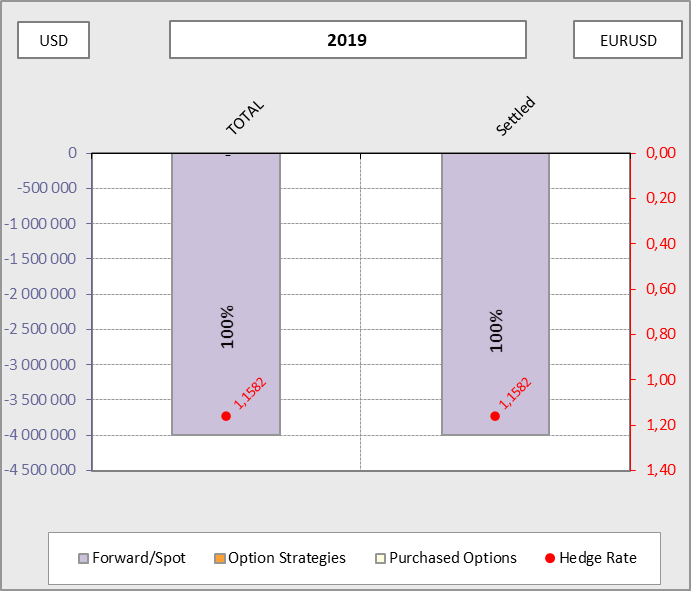 USD
2019
EURUSD
TOTAL
Settled
0
-500 000
-1 000 000
-1 500 000
-2 000 000
-2 500 000
-3 000 000
-3 500 000
-4 000 000
-4 500 000
100%
1,1582
100%
1,1582
0,00
0,20
0,40
0,60
0,80
1,00
1,20
1,40
Forward/Spot
Option Strategies
Purchased Options
Hedge Rate